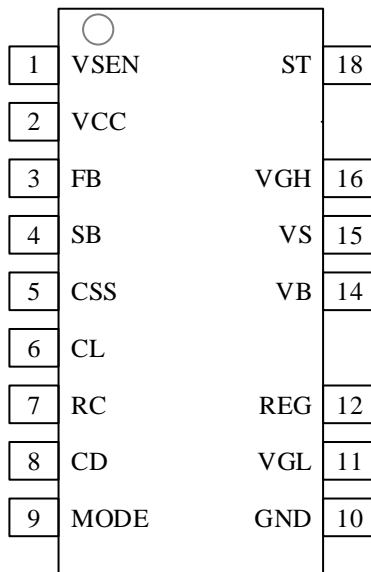 1 VSEN ST 18
2 VCC
3 FB VGH 16
4 SB VS 15
5 CSS VB 14
6 CL
7 RC REG 12
8 CD VGL 11
9 MODE GND 10